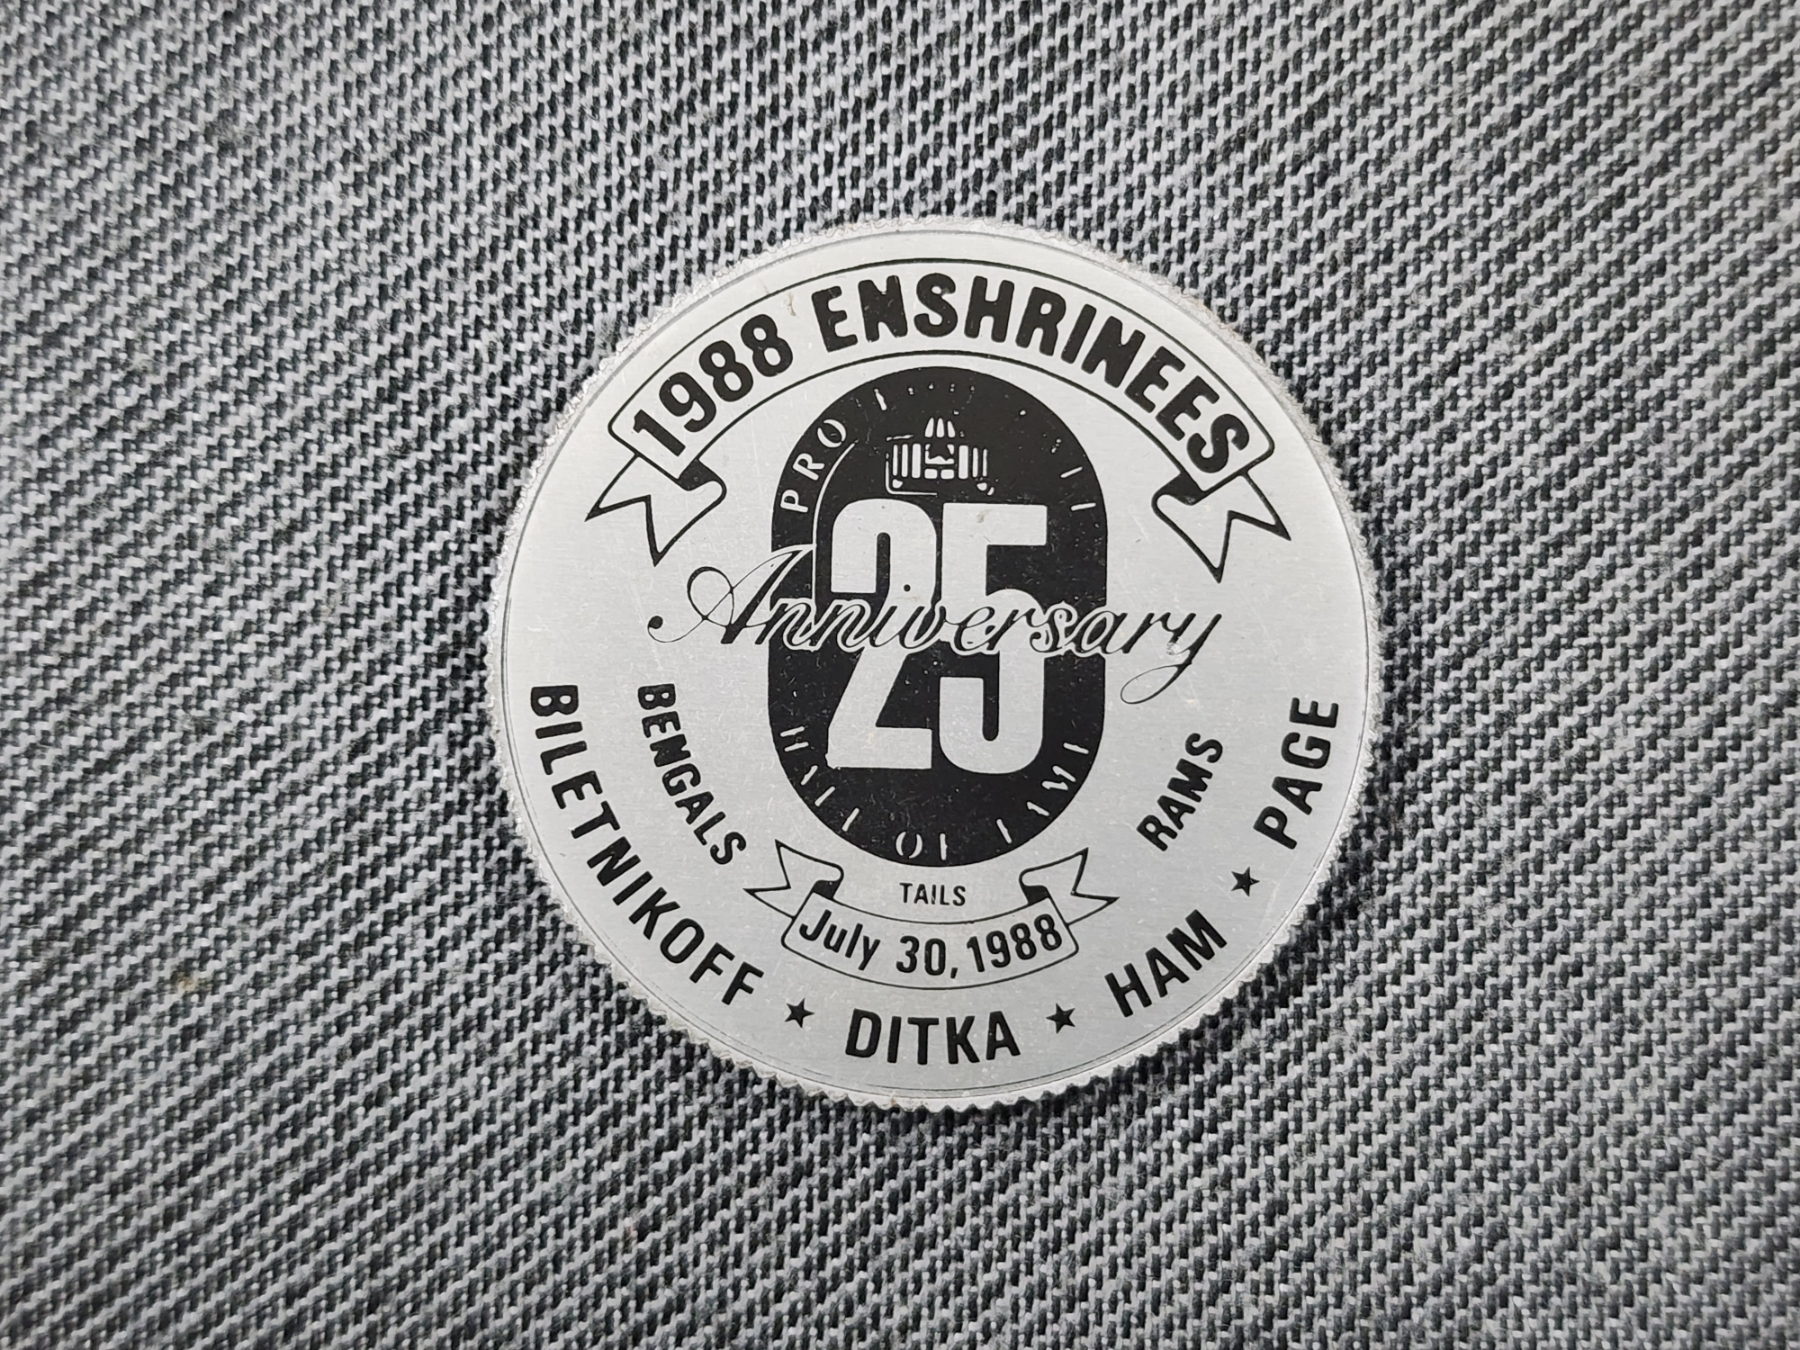 1988 ENSHRINEES
PRO
25
Anniversary
HALL OF FAME
BENGALS
RAMS
TAILS
July 30, 1988
BILETNIKOFF ★ DITKA ★ HAM ★ PAGE